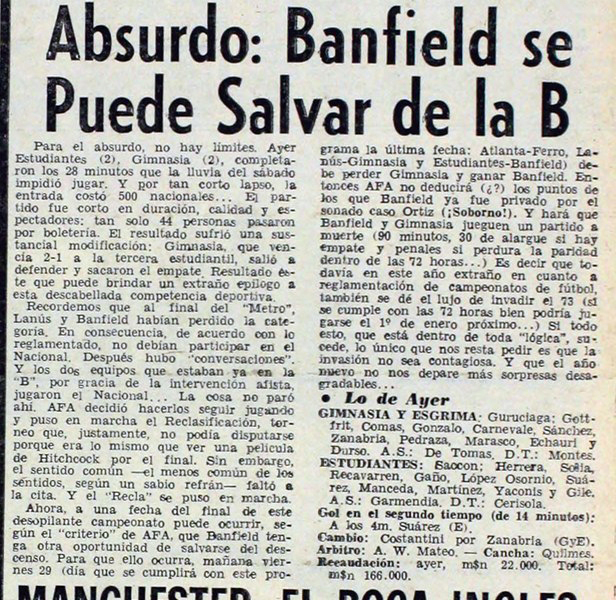 Absurdo: Banfield se
Puede Salvar de la B
Para el absurdo, no hay límites. Ayer
Estudiantes (2), Gimnasia (2), completa-
ron los 28 minutos que la lluvia del sábado
impidió jugar. Y por tan corto lapso, la
entrada costó 500 nacionales... El par-
tido fue corto en duración, calidad y es-
pectadores: tan solo 44 personas pasaron
por boletería. El resultado sufrió una sus-
tancial modificación: Gimnasia, que ven-
cía 2-1 a la tercera estudiantil, salió a
defender y sacaron el empate. Resultado és-
te que puede brindar un extraño epílogo a
esta descabellada competencia deportiva.
Recordemos que al final del "Metro",
Lanús y Banfield habían perdido la cate-
goría. En consecuencia, de acuerdo con lo
reglamentado, no debían participar en el
Nacional. Después hubo "conversaciones".
Y los dos equipos que estaban ya en la
"B", por gracia de la intervención afista,
jugaron el Nacional... La cosa no paró
ahí. AFA decidió hacerlos seguir jugando
y puso en marcha el Reclasificación, tor-
neo que, justamente, no podía disputarse
porque era lo mismo que ver una película
de Hitchcock por el final. Sin embargo,
el sentido común —el menos común de los
sentidos, según un sabio refrán— faltó a
la cita. Y el "Recla" se puso en marcha.
Ahora, a una fecha del final de este
desopilante campeonato puede ocurrir, se-
gún el "criterio" de AFA, que Banfield ten-
ga otra oportunidad de salvarse del des-
censo. Para que ello ocurra, mañana vier-
nes 29 (día que se cumplirá con este pro-
grama la última fecha: Atlanta-Ferro, La-
nús-Gimnasia y Estudiantes-Banfield) de-
be perder Gimnasia y ganar Banfield. En-
tonces AFA no deducirá (¿?) los puntos de
los que Banfield ya fue privado por el
sonado caso Ortiz (¡Soborno!). Y hará que
Banfield y Gimnasia jueguen un partido a
muerte (90 minutos, 30 de alargue si hay
empate y penales si perdura la paridad
dentro de las 72 horas...) Es decir que to-
davía en este año extraño en cuanto a
reglamentación de campeonatos de fútbol,
también se dé el lujo de invadir el 73 (si
se cumple con las 72 horas bien podría ju-
garse el 1º de enero próximo...) Si todo
esto, que está dentro de toda "lógica", su-
cede, lo único que nos resta pedir es que la
invasión no sea contagiosa. Y que el año
nuevo no nos depare más sorpresas desa-
gradables...
• Lo de Ayer
GIMNASIA Y ESGRIMA: Guruciaga; Gott-
frit, Comas, Gonzalo, Carnevale, Sánchez,
Zanabria, Pedraza, Marasco, Echauri y
Durso. A.S.: De Tomas, D.T.: Montes.
ESTUDIANTES: Baocon; Herrera, Solia,
Recavarren, Gaño, López Osornio, Suá-
rez, Manceda, Martínez, Yaconis y Gile.
A.S.: Garmendia. D.T.: Cerisola.
Gol en el segundo tiempo (de 14 minutos):
A los 4m. Suárez (E).
Cambio: Costantini por Zanabria (GyE).
Arbitro: A. W. Mateo. — Cancha: Quilmes.
Recaudación: ayer, m$n 22.000. Total:
m$n 166.000.
MANCHESTER, EL BOCA INGLES